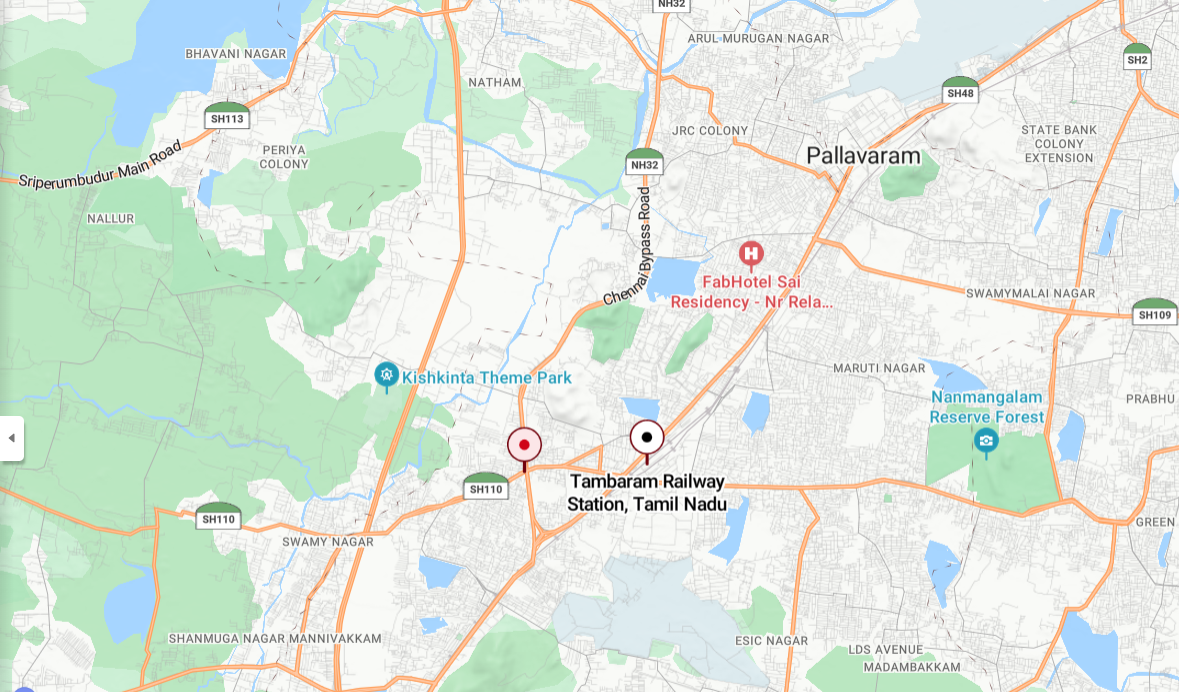 NH32
ARUL MURUGAN NAGAR
BHAVANI NAGAR
SH2
NATHAM
SH48
SH113
JRC COLONY
STATE BANK
COLONY
EXTENSION
PERIYA
COLONY
Pallavaram
NH32
Sriperumbudur Main Road
NALLUR
Chennai Bypass Road
H
FabHotel Sai
Residency - Nr Rela...
SWAMYMALAI NAGAR
SH109
MARUTI NAGAR
Kishkinta Theme Park
Nanmangalam
Reserve Forest
PRABHU
SH110
Tambaram Railway
Station, Tamil Nadu
SH110
GREEN
SWAMY NAGAR
SHANMUGA NAGAR MANNIVAKKAM
ESIC NAGAR
LDS AVENUE
MADAMBAKKAM